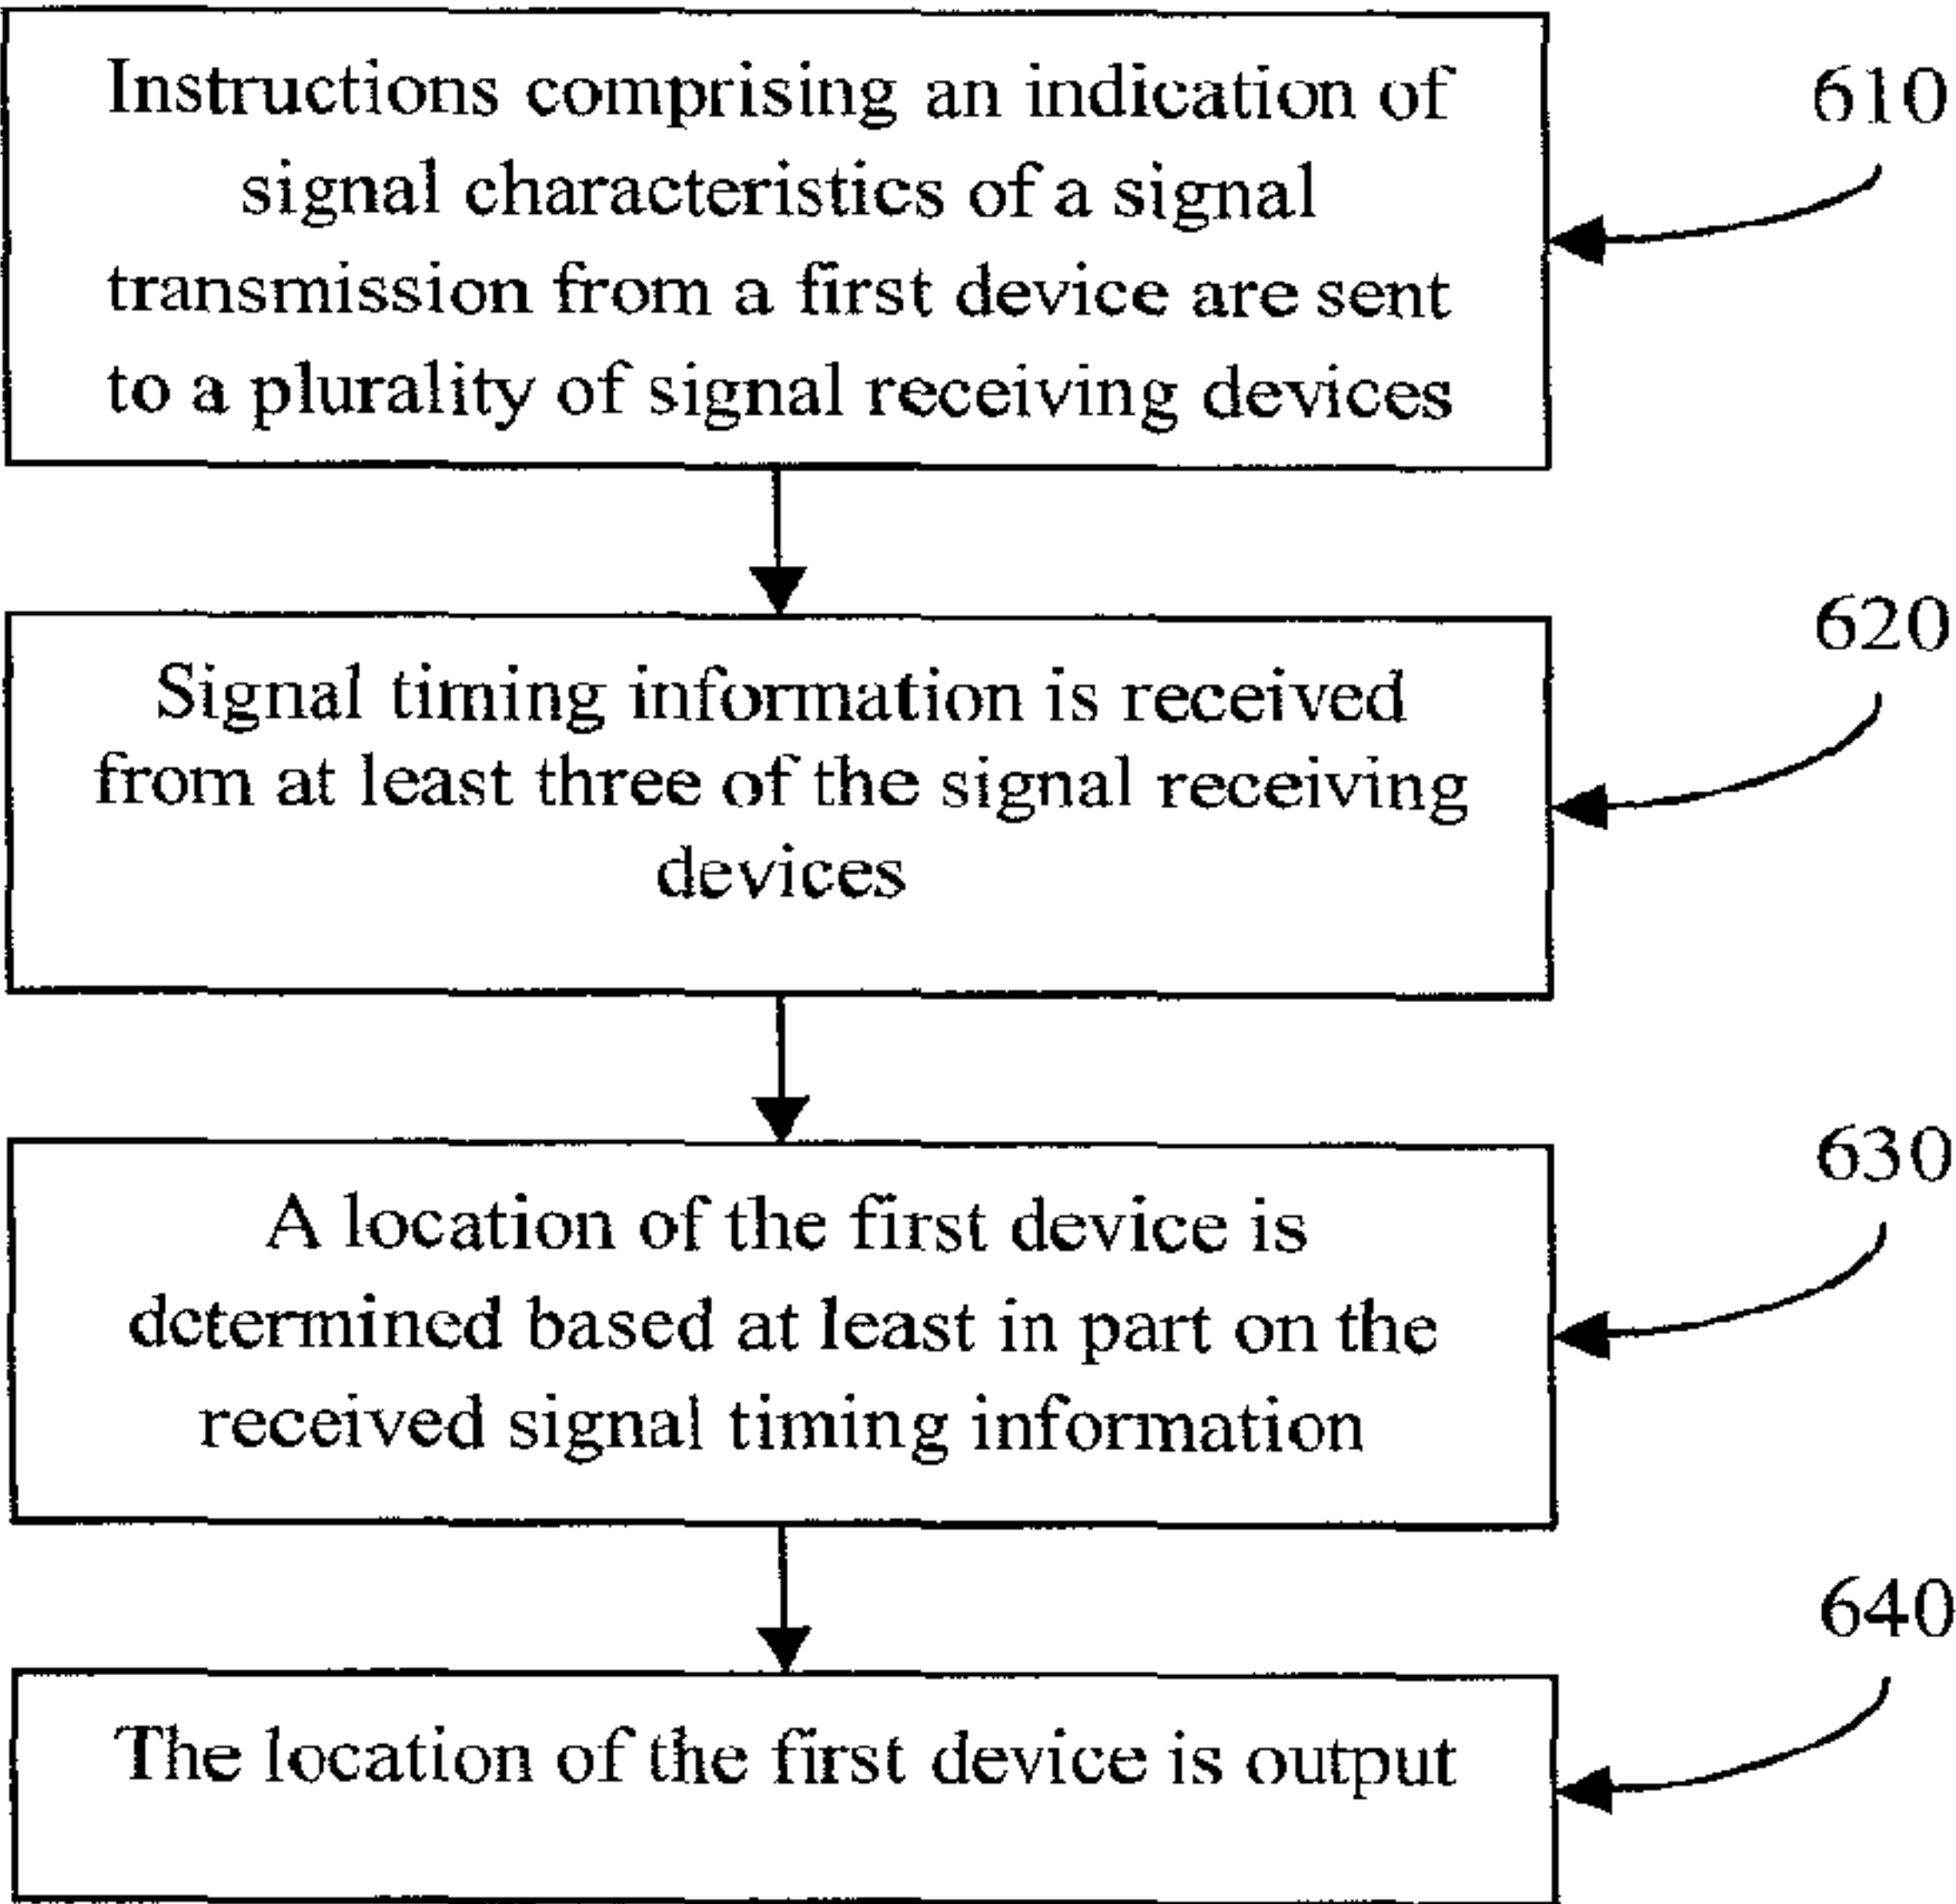 Instructions comprising an indication of
signal characteristics of a signal
transmission from a first device are sent
to a plurality of signal receiving devices
610
Signal timing information is received
from at least three of the signal receiving
devices
620
A location of the first device is
determined based at least in part on the
received signal timing information
630
The location of the first device is output
640